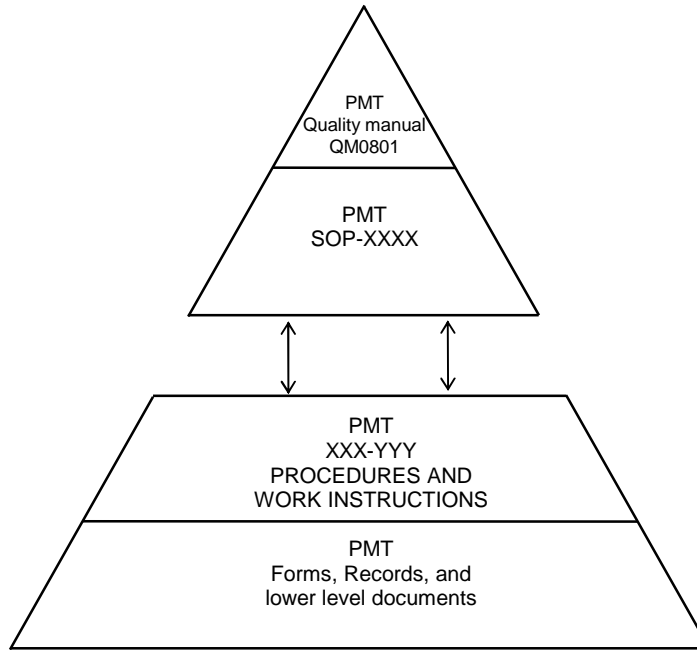 PMT
Quality manual
QM0801
PMT
SOP-XXXX
PMT
XXX-YYY
PROCEDURES AND
WORK INSTRUCTIONS
PMT
Forms, Records, and
lower level documents